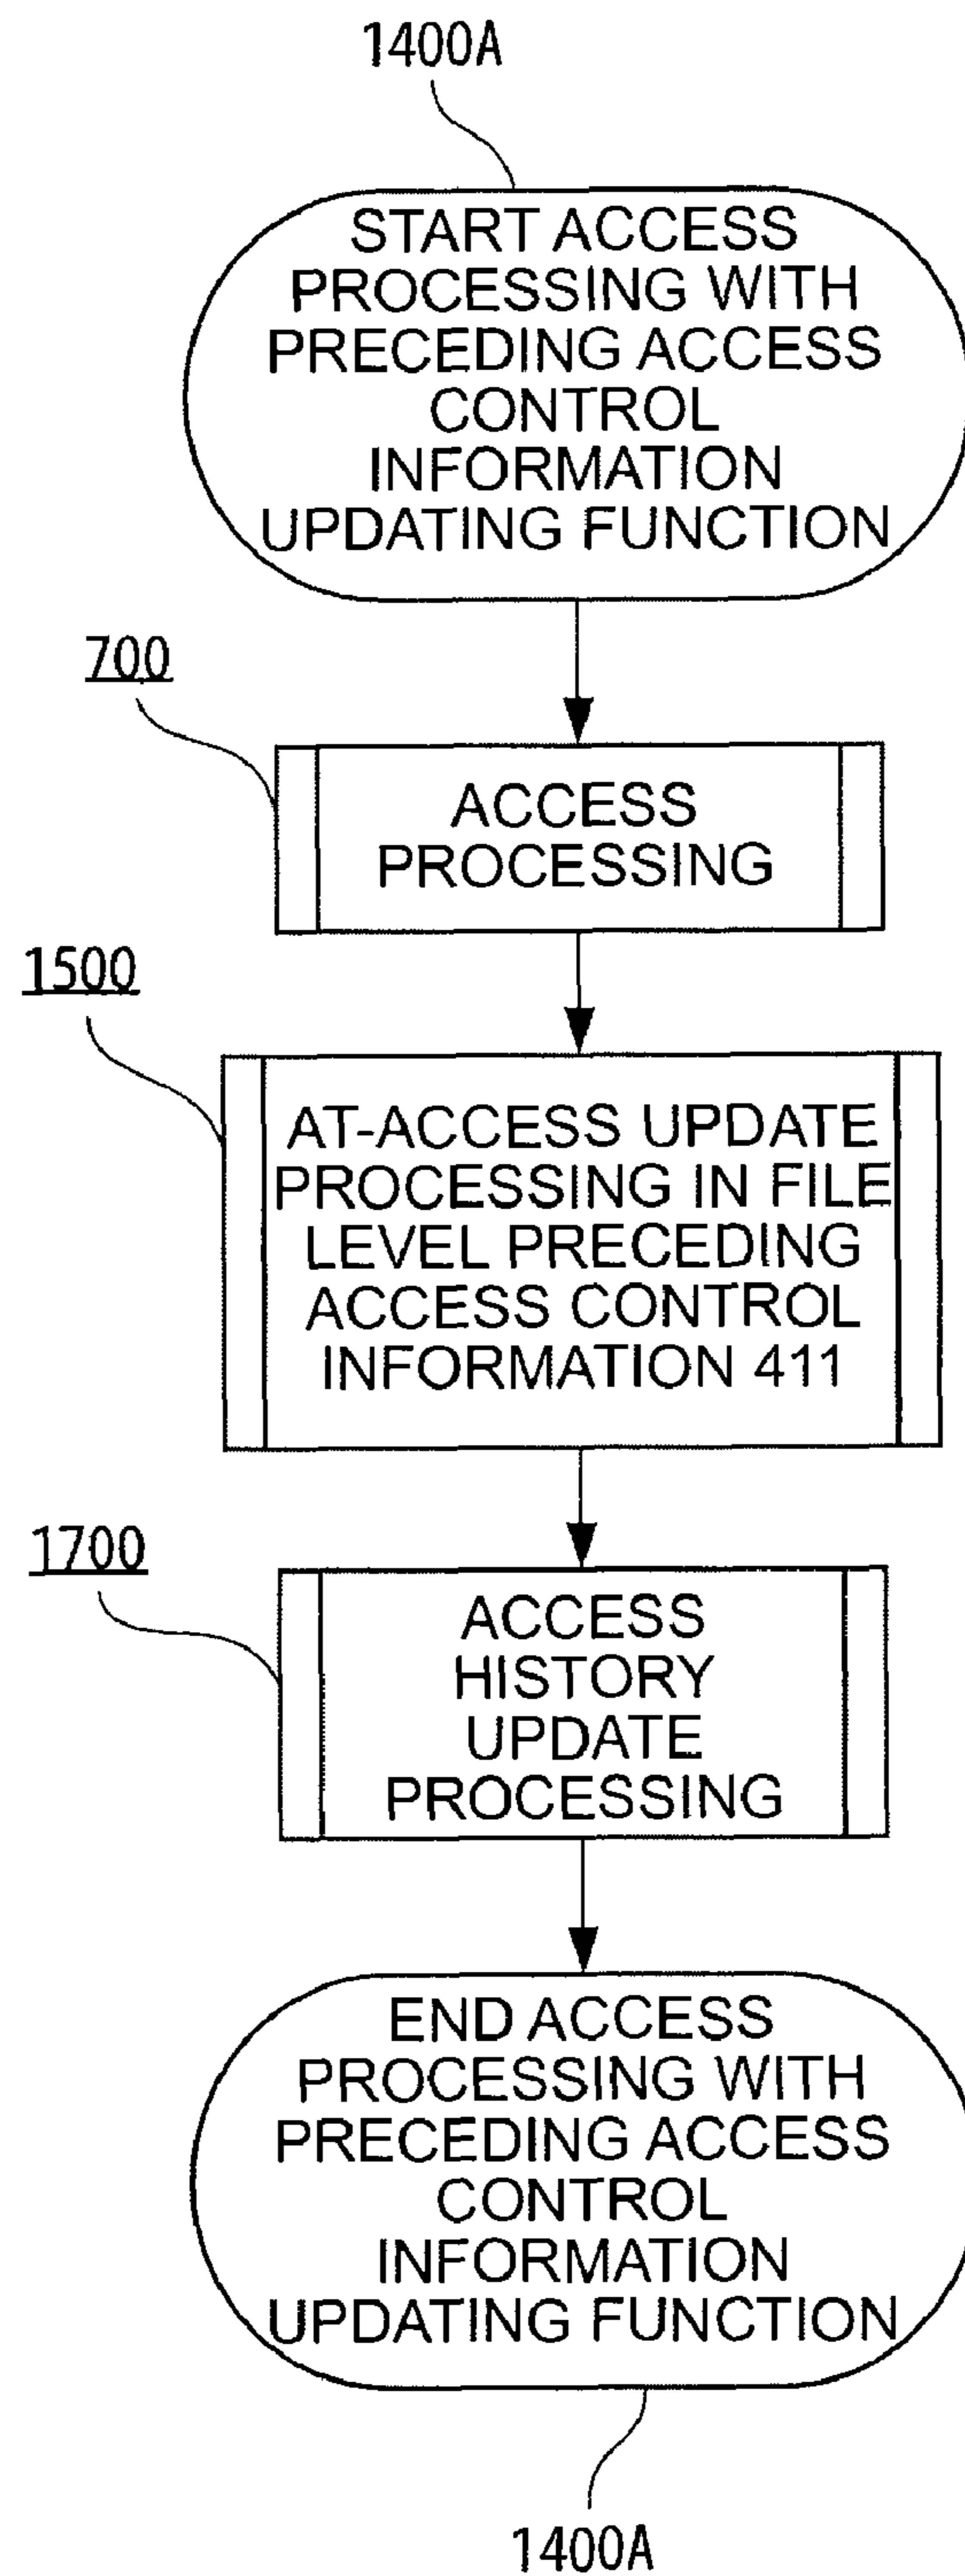 1400A
START ACCESS
PROCESSING WITH
PRECEDING ACCESS
CONTROL
INFORMATION
UPDATING FUNCTION
700
ACCESS
PROCESSING
1500
AT-ACCESS UPDATE
PROCESSING IN FILE
LEVEL PRECEDING
ACCESS CONTROL
INFORMATION 411
1700
ACCESS
HISTORY
UPDATE
PROCESSING
END ACCESS
PROCESSING WITH
PRECEDING ACCESS
CONTROL
INFORMATION
UPDATING FUNCTION
1400A